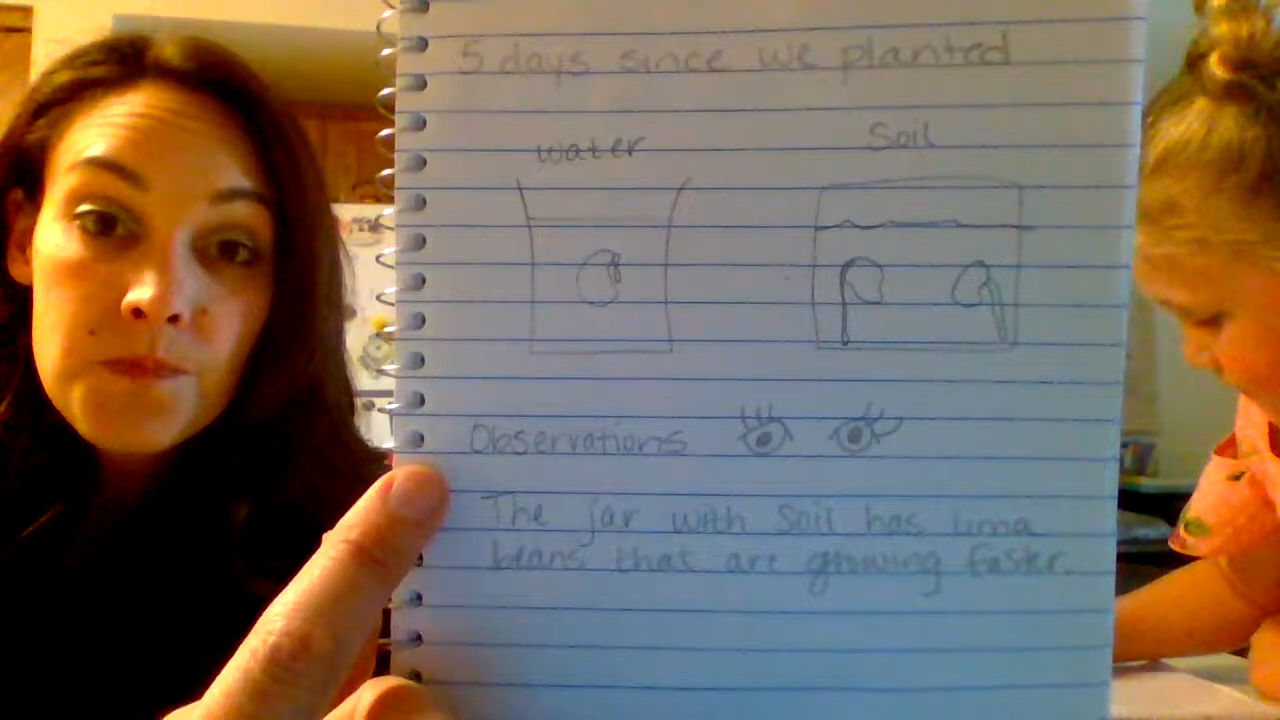 5 days since we planted
water
Soil
Observations
The jar with Soil has lima
beans that are growing faster.